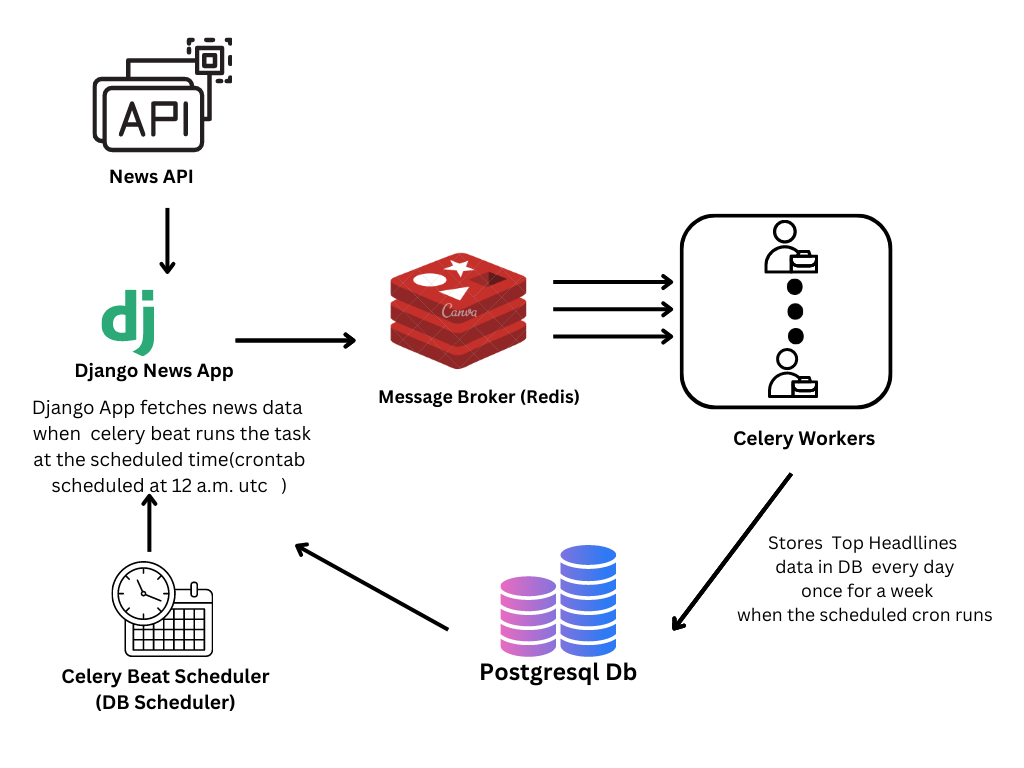 API
News API
dj
Django News App
Django App fetches news data
when celery beat runs the task
at the scheduled time(crontab
scheduled at 12 a.m. utc )
Canva
Message Broker (Redis)
Celery Workers
Stores Top Headllines
data in DB every day
once for a week
when the scheduled cron runs
Celery Beat Scheduler
(DB Scheduler)
Postgresql Db